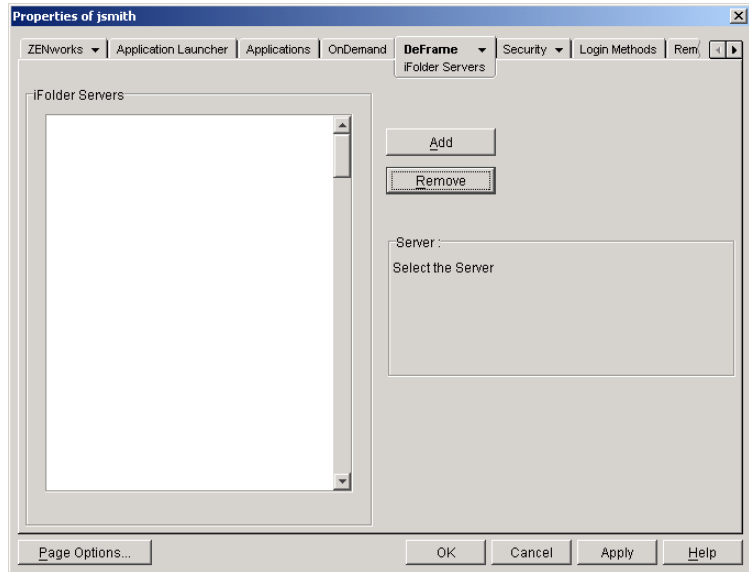 Properties of jsmith
ZENworks Application Launcher Applications OnDemand DeFrame Security Login Methods
iFolder Servers
iFolder Servers
Add
Remove
Server :
Select the Server
Page Options... OK Cancel Apply Help